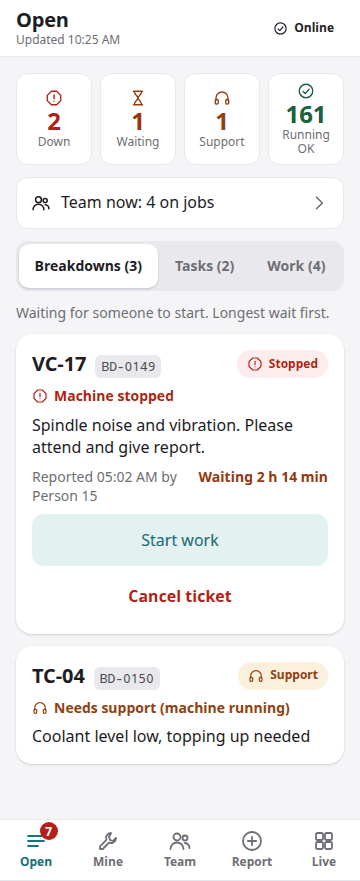 Open
Updated 10:25 AM
Online
2
Down
1
Waiting
1
Support
161
Running
OK
Team now: 4 on jobs
Breakdowns (3)
Tasks (2)
Work (4)
Waiting for someone to start. Longest wait first.
VC-17
BD-0149
Stopped
Machine stopped
Spindle noise and vibration. Please
attend and give report.
Reported 05:02 AM by
Person 15
Waiting 2 h 14 min
Start work
Cancel ticket
TC-04
BD-0150
Support
Needs support (machine running)
Coolant level low, topping up needed
7
Open
Mine
Team
Report
Live